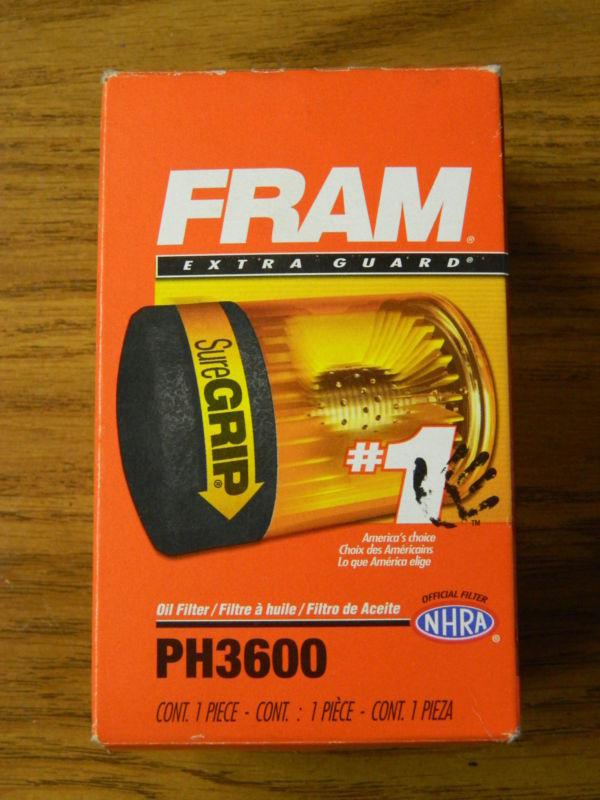 FRAM®
EXTRA GUARD®
SureGRIP®
#1™
America's choice
Choix des Américains
Lo que América elige
OFFICIAL FILTER
NHRA®
Oil Filter / Filtre à huile / Filtro de Aceite
PH3600
CONT. 1 PIECE - CONT. : 1 PIÈCE - CONT. 1 PIEZA